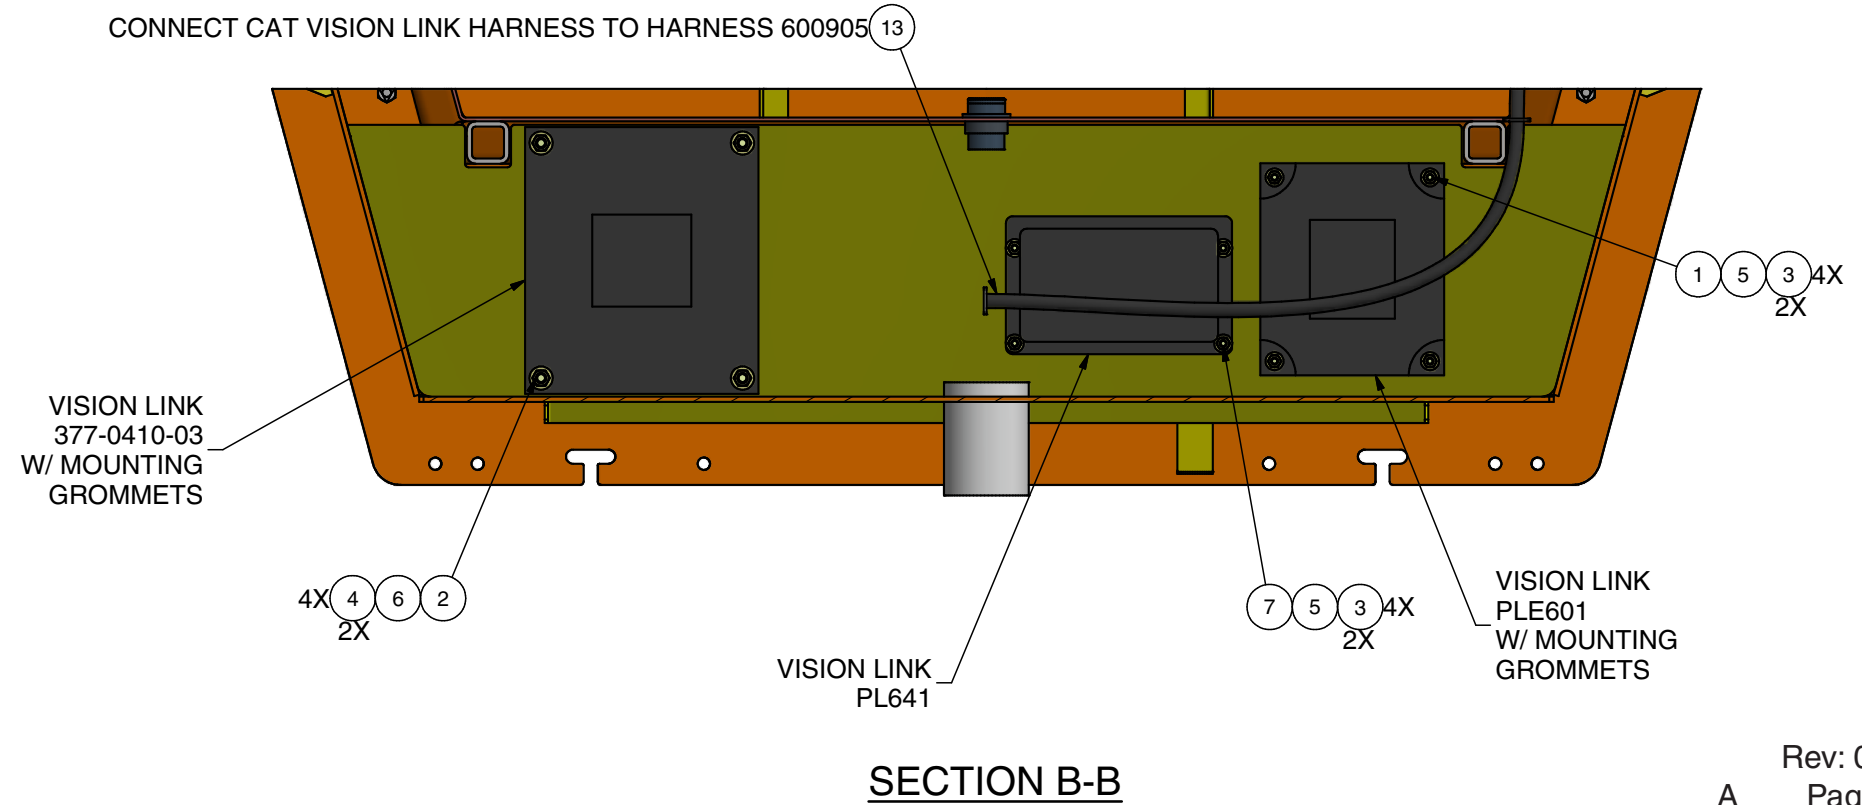 CONNECT CAT VISION LINK HARNESS TO HARNESS 600905 13
1 5 3 4X
2X
VISION LINK
377-0410-03
W/ MOUNTING
GROMMETS
4X 4 6 2
2X
7 5 3 4X
2X
VISION LINK
PLE601
W/ MOUNTING
GROMMETS
VISION LINK
PL641
SECTION B-B
Rev:
A Pag